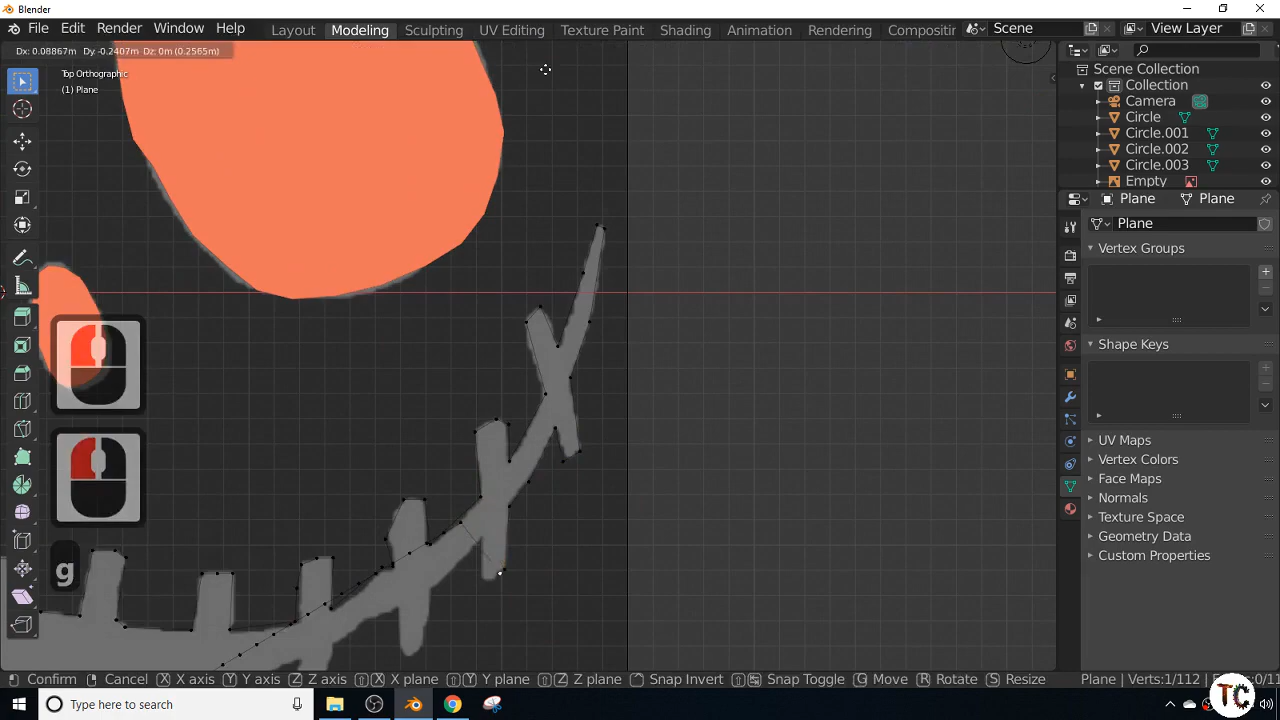 Blender
File Edit Render Window Help
Layout Modeling Sculpting UV Editing Texture Paint Shading Animation Rendering Compositir
Scene View Layer
Dx: 0.08867m Dy: -0.2407m Dz: 0m (0.2565m)
Top Orthographic
(1) Plane
Scene Collection
Collection
Camera
Circle
Circle.001
Circle.002
Circle.003
Empty
Plane Plane
Plane
Vertex Groups
Shape Keys
UV Maps
Vertex Colors
Face Maps
Normals
Texture Space
Geometry Data
Custom Properties
g
Confirm Cancel X X axis Y Y axis Z Z axis X X plane Y Y plane Z Z plane Snap Invert Snap Toggle G Move R Rotate S Resize Plane | Verts:1/112
Type here to search
TC